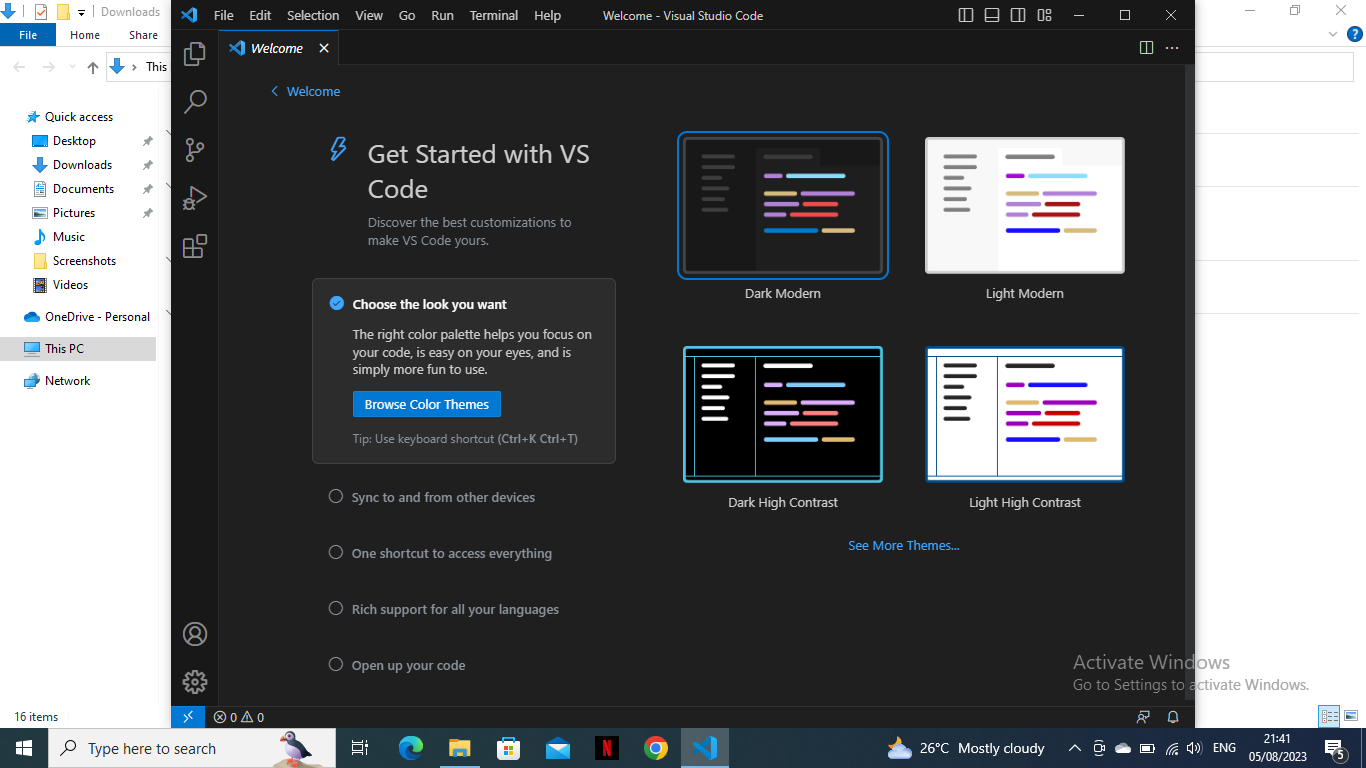 Downloads
File Home Share
This
Quick access
Desktop
Downloads
Documents
Pictures
Music
Screenshots
Videos
OneDrive - Personal
This PC
Network
16 items
File Edit Selection View Go Run Terminal Help
Welcome - Visual Studio Code
Welcome
Welcome
Get Started with VS
Code
Discover the best customizations to
make VS Code yours.
Choose the look you want
The right color palette helps you focus on
your code, is easy on your eyes, and is
simply more fun to use.
Browse Color Themes
Tip: Use keyboard shortcut (Ctrl+K Ctrl+T)
Sync to and from other devices
One shortcut to access everything
Rich support for all your languages
Open up your code
Dark Modern
Light Modern
Dark High Contrast
Light High Contrast
See More Themes...
0 0
Activate Windows
Go to Settings to activate Windows.
Type here to search
N
26°C Mostly cloudy
ENG
21:41
05/08/2023
5